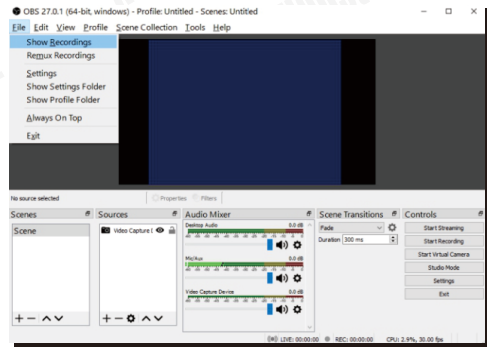 OBS 27.0.1 (64-bit, windows) - Profile: Untitled - Scenes: Untitled
File Edit View Profile Scene Collection Tools Help
Show Recordings
Remux Recordings
Settings
Show Settings Folder
Show Profile Folder
Always On Top
Exit
No source selected Properties Filters
Scenes Sources Audio Mixer Scene Transitions Controls
Scene
Video Capture
Desktop Audio 0.0 dB
Mic/Aux 0.0 dB
Video Capture Device 0.0 dB
Fade
Duration 300 ms
Start Streaming
Start Recording
Start Virtual Camera
Studio Mode
Settings
Exit
LIVE: 00:00:00 REC: 00:00:00 CPU: 2.9%, 30.00 fps